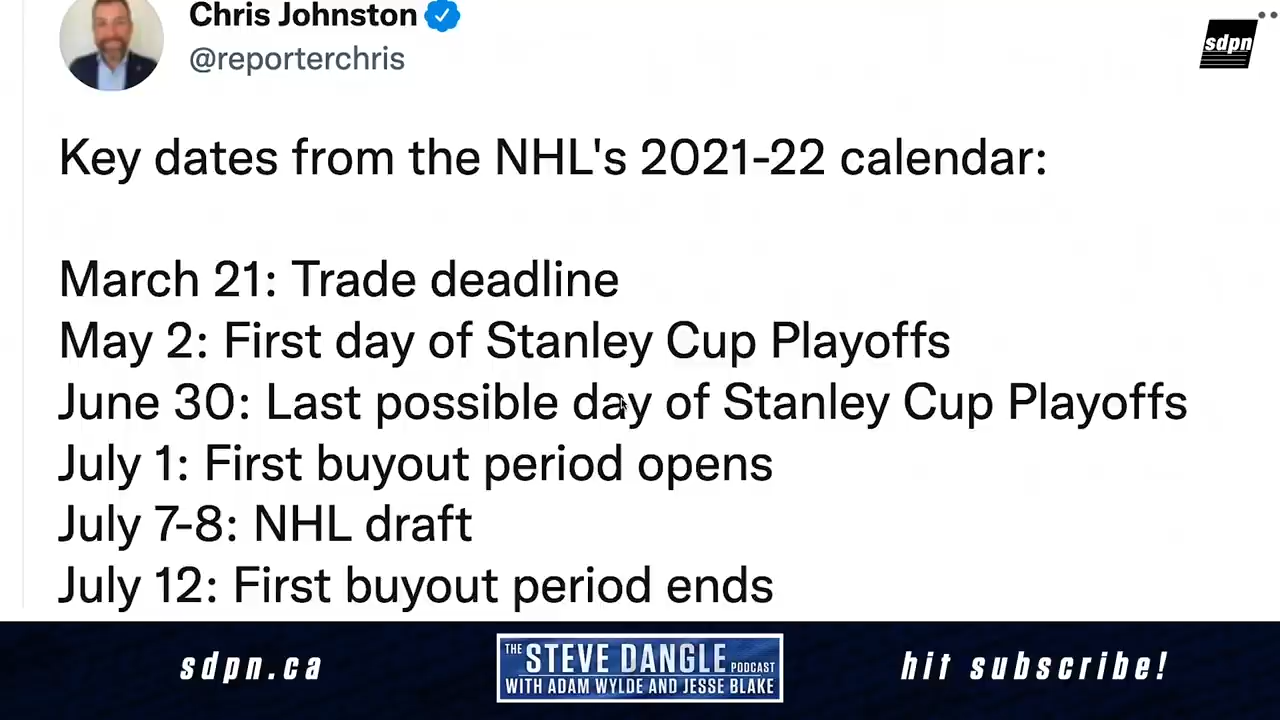 Chris Johnston
@reporterchris
sdpn
Key dates from the NHL's 2021-22 calendar:
March 21: Trade deadline
May 2: First day of Stanley Cup Playoffs
June 30: Last possible day of Stanley Cup Playoffs
July 1: First buyout period opens
July 7-8: NHL draft
July 12: First buyout period ends
sdpn.ca
THE STEVE DANGLE PODCAST
WITH ADAM WYLDE AND JESSE BLAKE
hit subscribe!